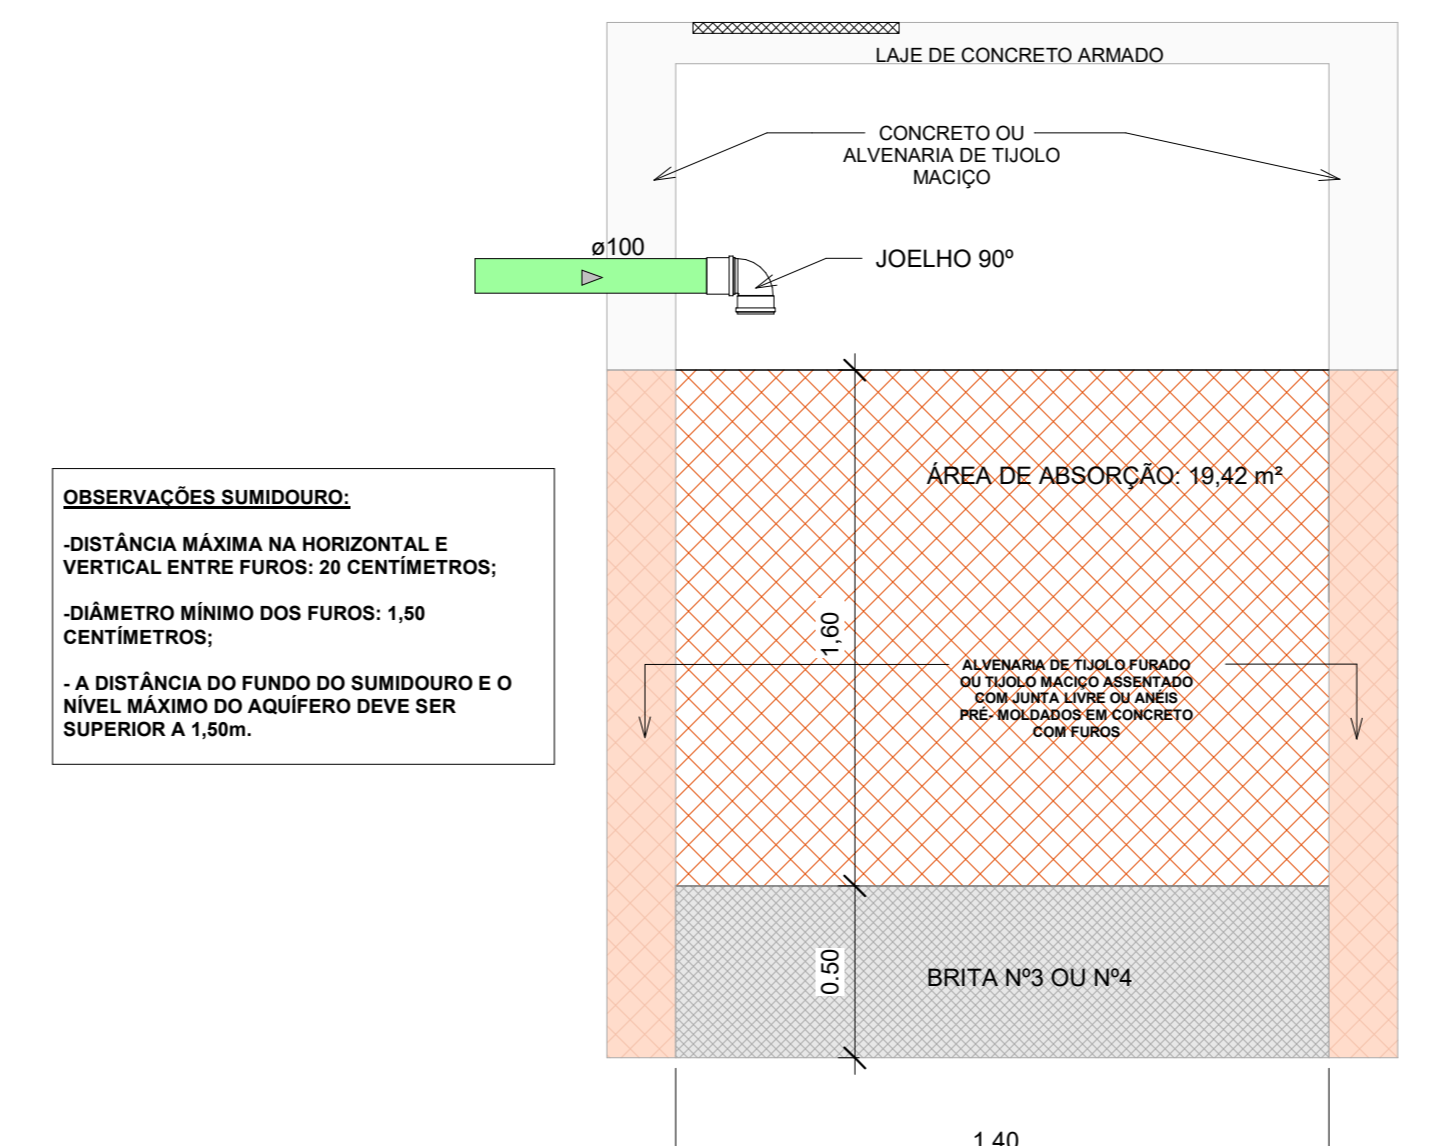 LAJE DE CONCRETO ARMADO
CONCRETO OU
ALVENARIA DE TIJOLO
MACIÇO
ø100
JOELHO 90º
ÁREA DE ABSORÇÃO: 19,42 m²
OBSERVAÇÕES SUMIDOURO:
-DISTÂNCIA MÁXIMA NA HORIZONTAL E
VERTICAL ENTRE FUROS: 20 CENTÍMETROS;
-DIÂMETRO MÍNIMO DOS FUROS: 1,50
CENTÍMETROS;
- A DISTÂNCIA DO FUNDO DO SUMIDOURO E O
NÍVEL MÁXIMO DO AQUÍFERO DEVE SER
SUPERIOR A 1,50m.
1,60
ALVENARIA DE TIJOLO FURADO
OU TIJOLO MACIÇO ASSENTADO
COM JUNTA LIVRE OU ANÉIS
PRÉ- MOLDADOS EM CONCRETO
COM FUROS
0.50
BRITA Nº3 OU Nº4
1.40